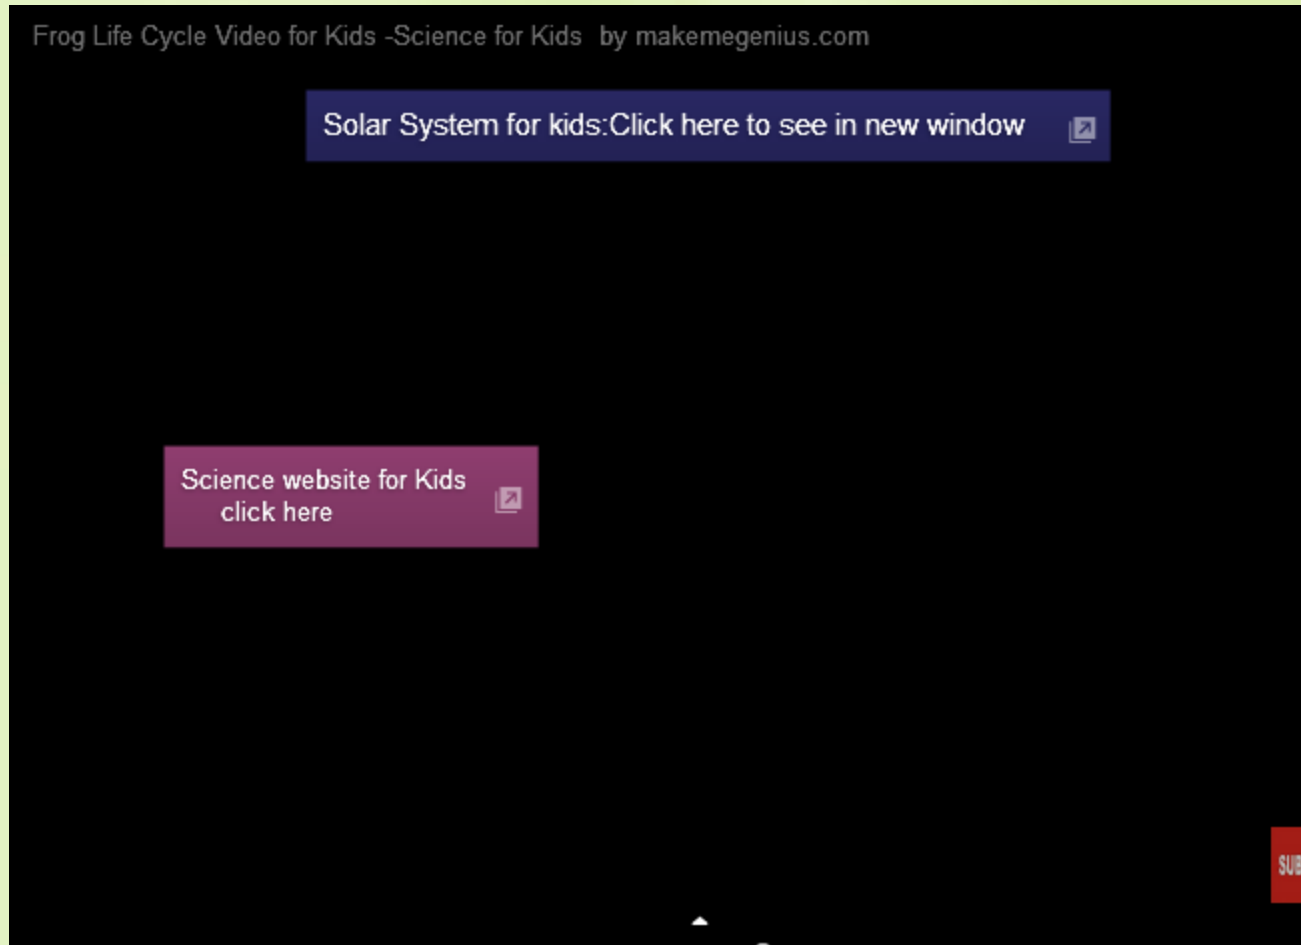 Frog Life Cycle Video for Kids -Science for Kids  by makemegenius.com
Solar System for kids:Click here to see in new window
Science website for Kids
click here
SUB